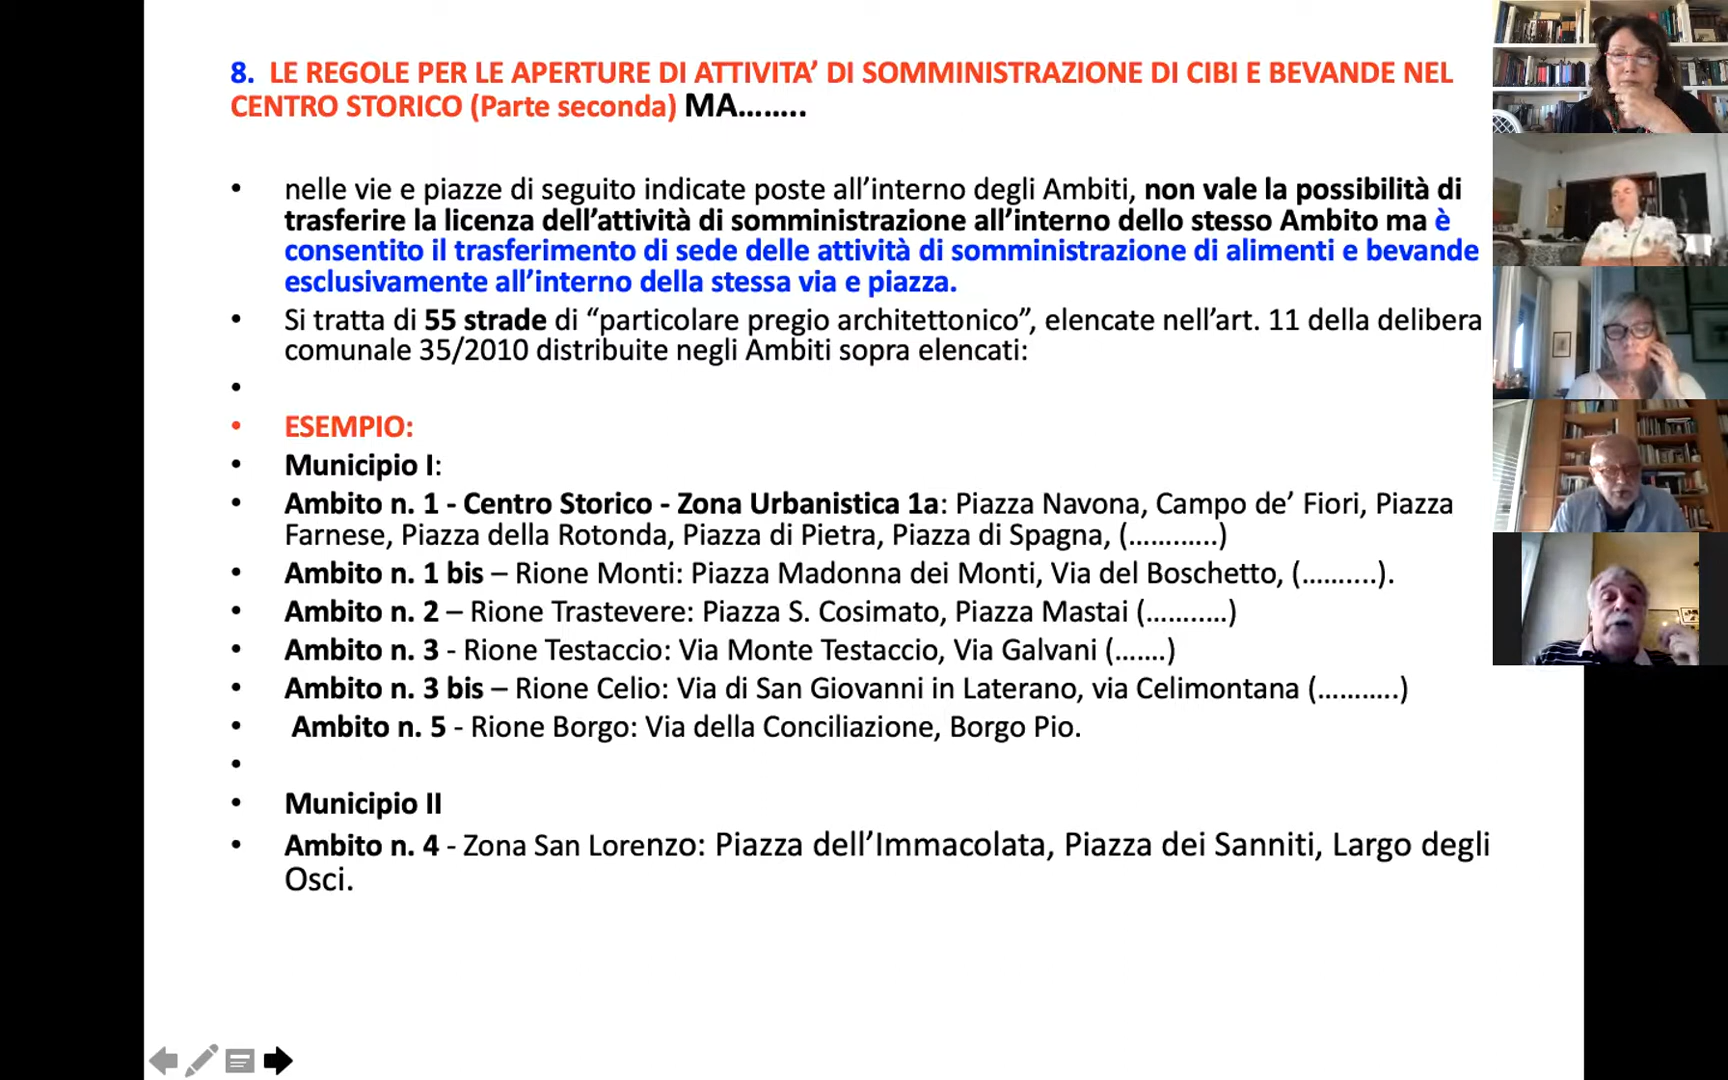 8. LE REGOLE PER LE APERTURE DI ATTIVITA’ DI SOMMINISTRAZIONE DI CIBI E BEVANDE NEL
CENTRO STORICO (Parte seconda) MA........
• nelle vie e piazze di seguito indicate poste all’interno degli Ambiti, non vale la possibilità di
trasferire la licenza dell’attività di somministrazione all’interno dello stesso Ambito ma è
consentito il trasferimento di sede delle attività di somministrazione di alimenti e bevande
esclusivamente all’interno della stessa via e piazza.
• Si tratta di 55 strade di “particolare pregio architettonico”, elencate nell’art. 11 della delibera
comunale 35/2010 distribuite negli Ambiti sopra elencati:
•
• ESEMPIO:
• Municipio I:
• Ambito n. 1 - Centro Storico - Zona Urbanistica 1a: Piazza Navona, Campo de’ Fiori, Piazza
Farnese, Piazza della Rotonda, Piazza di Pietra, Piazza di Spagna, (............)
• Ambito n. 1 bis – Rione Monti: Piazza Madonna dei Monti, Via del Boschetto, (..........).
• Ambito n. 2 – Rione Trastevere: Piazza S. Cosimato, Piazza Mastai (............)
• Ambito n. 3 - Rione Testaccio: Via Monte Testaccio, Via Galvani (.......)
• Ambito n. 3 bis – Rione Celio: Via di San Giovanni in Laterano, via Celimontana (...........)
• Ambito n. 5 - Rione Borgo: Via della Conciliazione, Borgo Pio.
•
• Municipio II
• Ambito n. 4 - Zona San Lorenzo: Piazza dell’Immacolata, Piazza dei Sanniti, Largo degli
Osci.